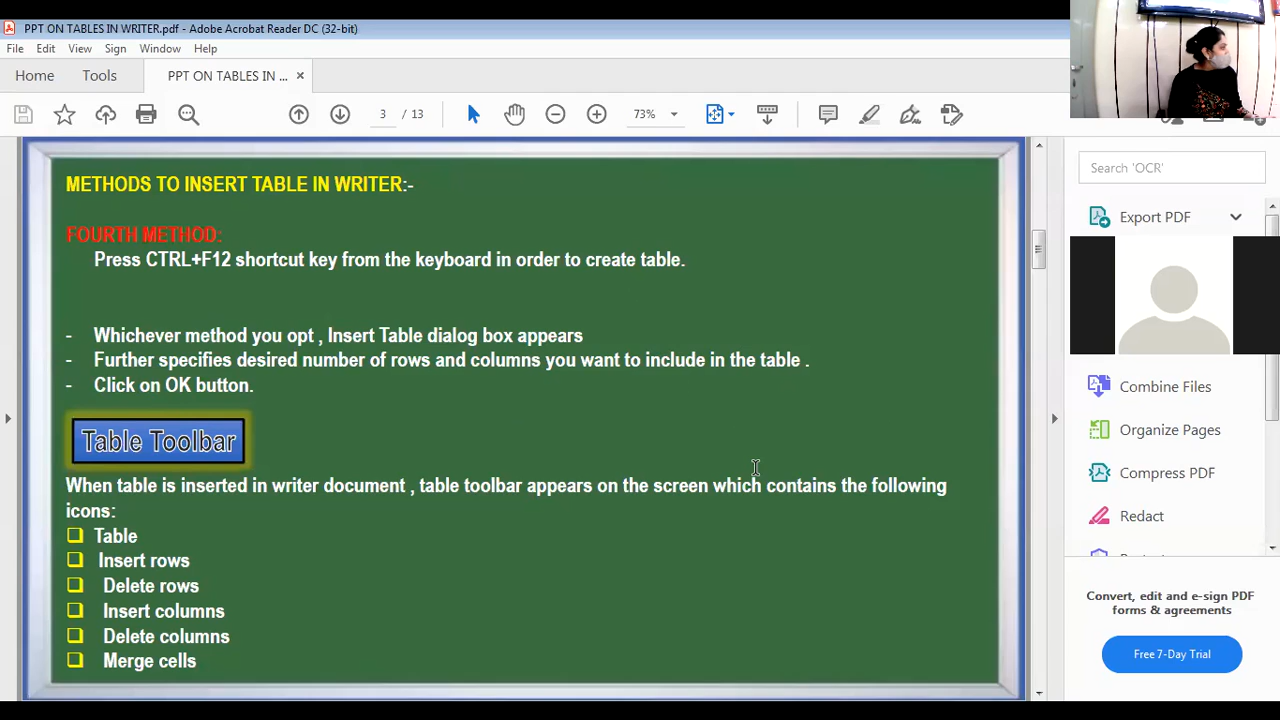 PPT ON TABLES IN WRITER.pdf - Adobe Acrobat Reader DC (32-bit)
File Edit View Sign Window Help
Home Tools PPT ON TABLES IN ... ×
3 / 13 73%
METHODS TO INSERT TABLE IN WRITER:-
FOURTH METHOD:
Press CTRL+F12 shortcut key from the keyboard in order to create table.
- Whichever method you opt , Insert Table dialog box appears
- Further specifies desired number of rows and columns you want to include in the table .
- Click on OK button.
Table Toolbar
When table is inserted in writer document , table toolbar appears on the screen which contains the following
icons:
❑ Table
❑ Insert rows
❑ Delete rows
❑ Insert columns
❑ Delete columns
❑ Merge cells
Search 'OCR'
Export PDF
Combine Files
Organize Pages
Compress PDF
Redact
Convert, edit and e-sign PDF
forms & agreements
Free 7-Day Trial